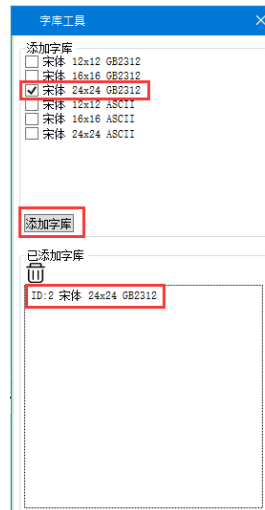 字库工具
添加字库
宋体 12x12 GB2312
宋体 16x16 GB2312
宋体 24x24 GB2312
宋体 12x12 ASCII
宋体 16x16 ASCII
宋体 24x24 ASCII
添加字库
已添加字库
ID:2 宋体 24x24 GB2312